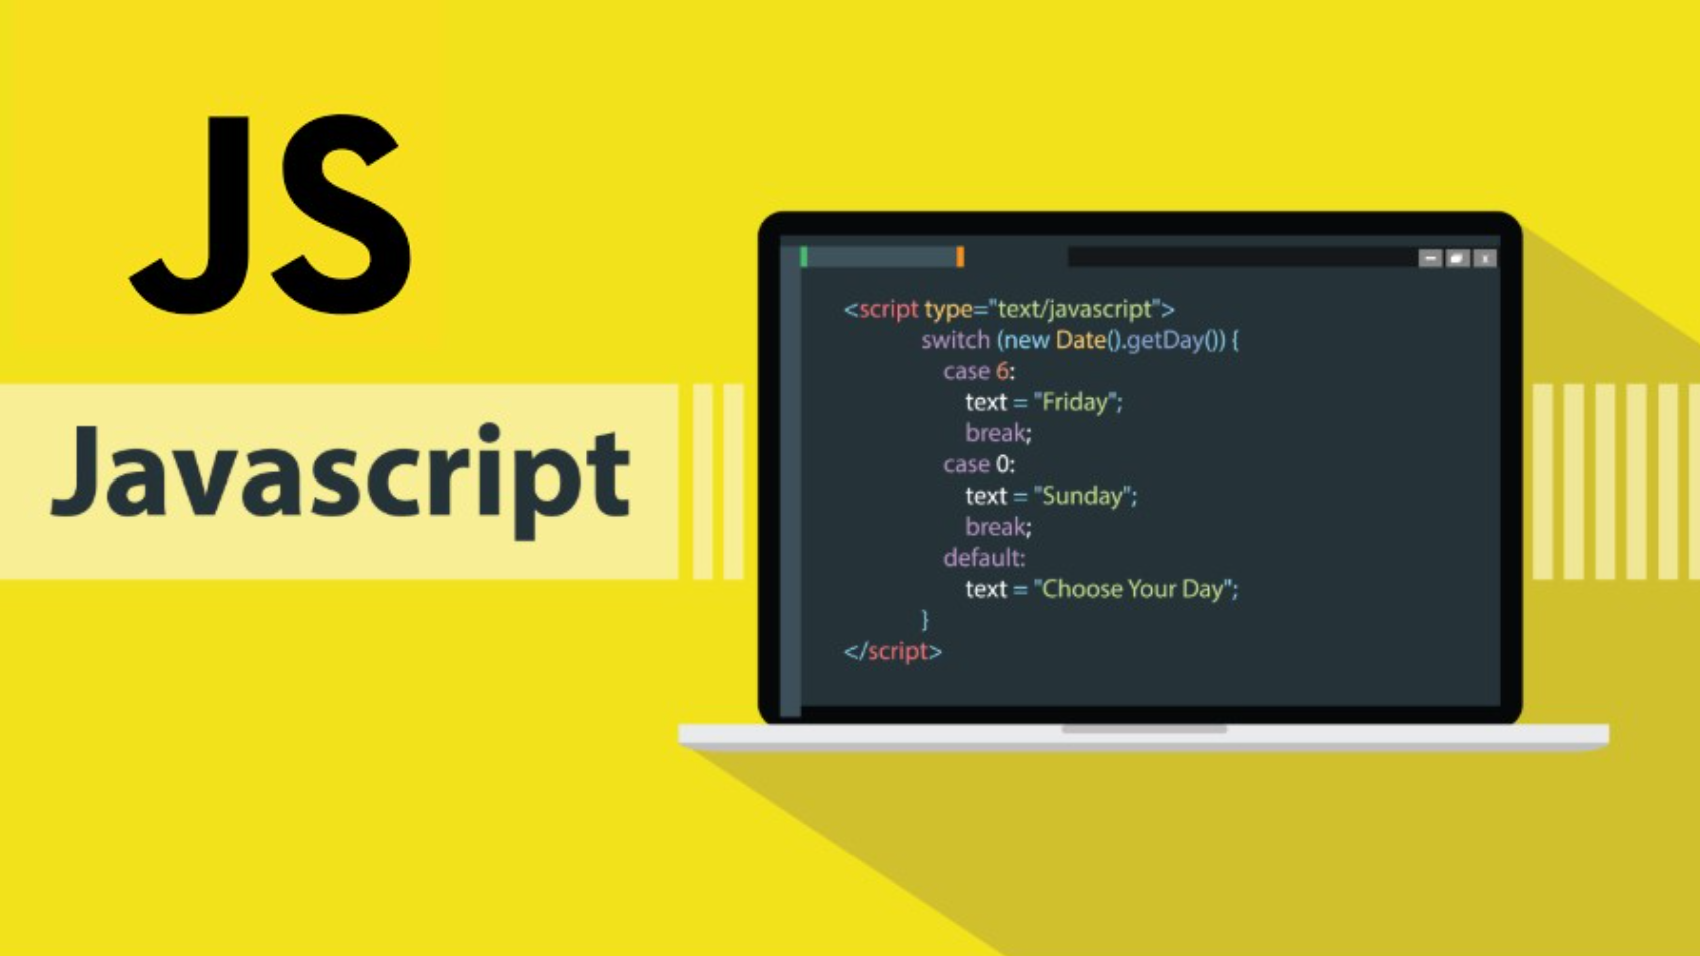 JS
Javascript
<script type="text/javascript">
switch (new Date().getDay()) {
case 6:
text = "Friday";
break;
case 0:
text = "Sunday";
break;
default:
text = "Choose Your Day";
}
</script>